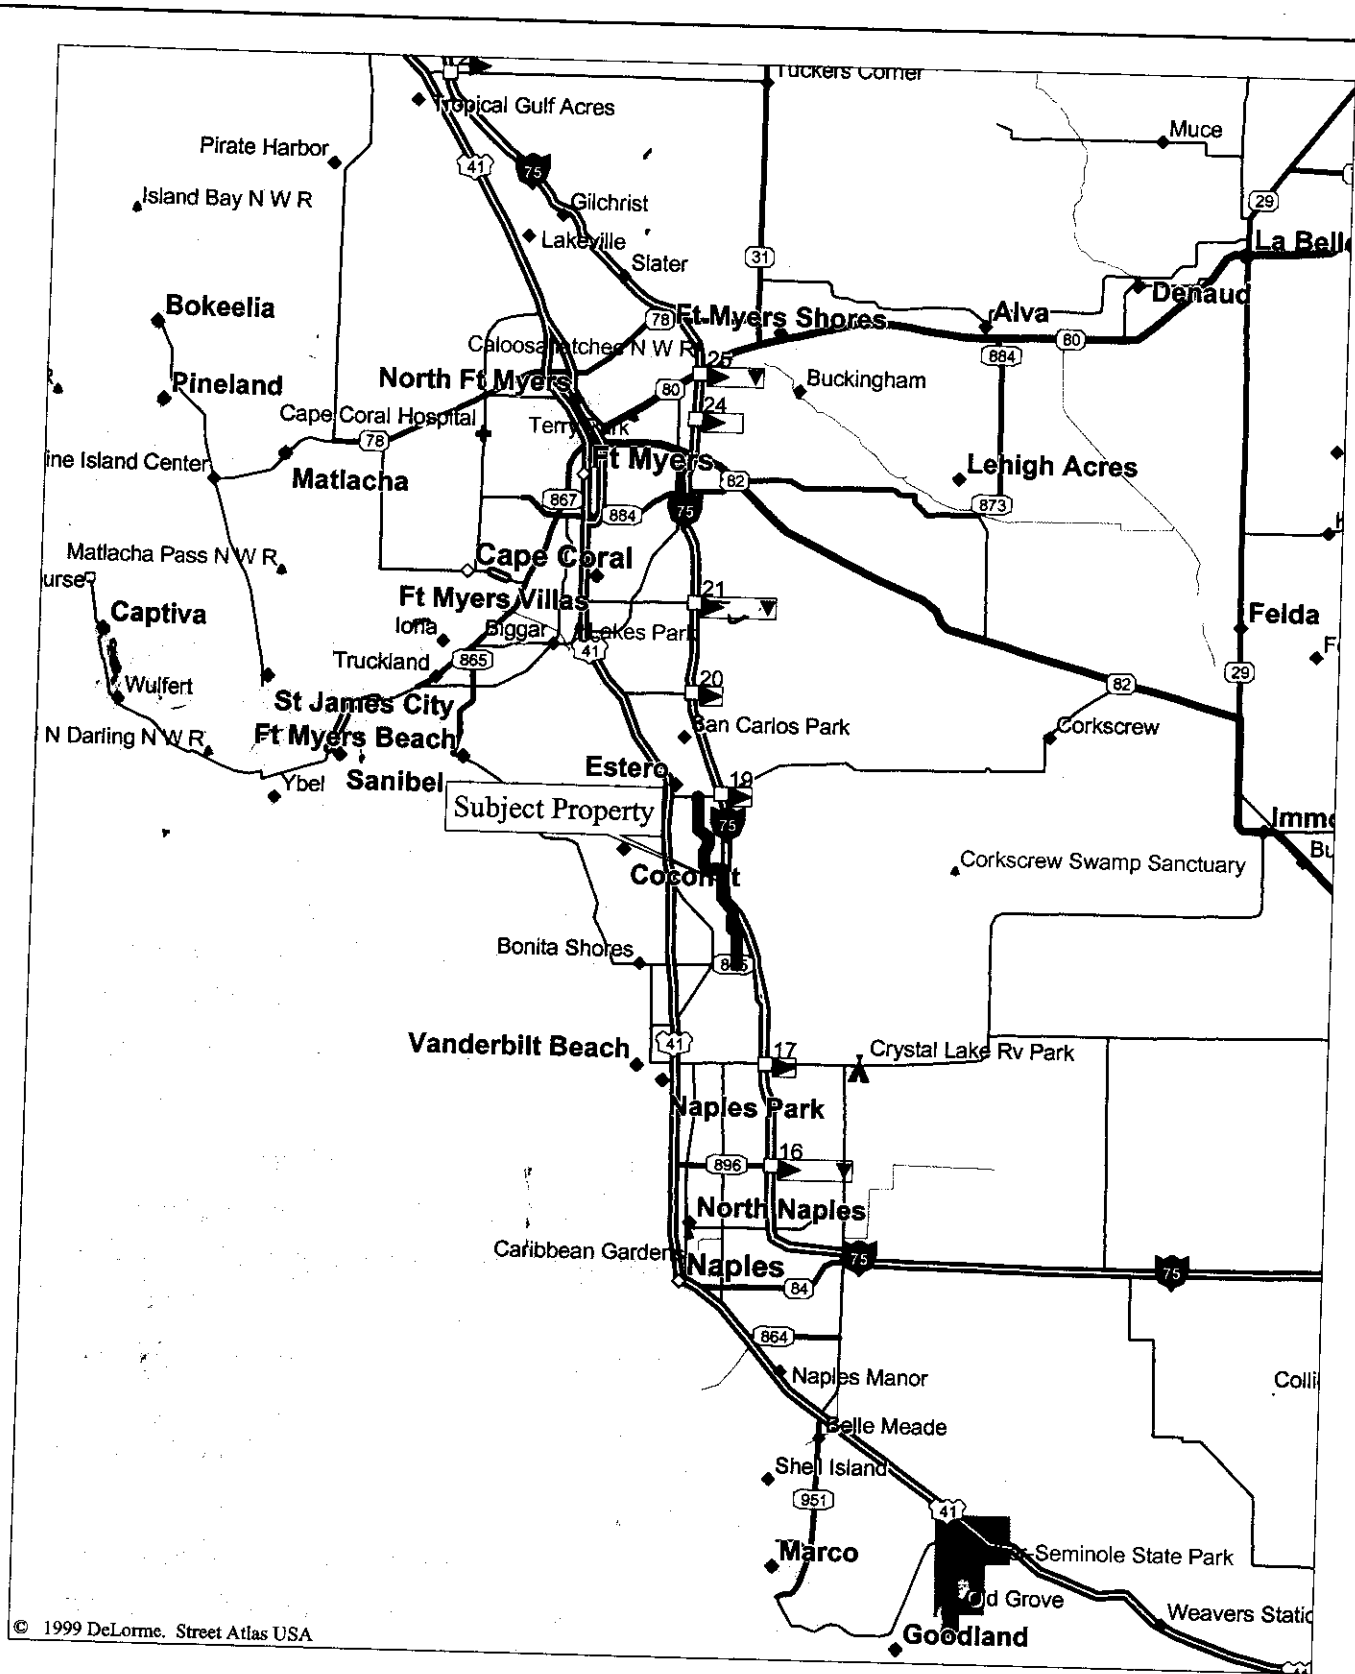 Tuckers Corner
Tropical Gulf Acres
Muce
Pirate Harbor
41
75
Island Bay N W R
Gilchrist
29
Lakeville
La Belle
31
Slater
Denaud
Bokeelia
78
Ft Myers Shores
Alva
80
Caloosahatchee N W R
884
25
Pineland
North Ft Myers
80
Buckingham
24
Cape Coral Hospital
Terry Park
78
ine Island Center
Ft Myers
Lehigh Acres
Matlacha
82
867
884
75
873
Matlacha Pass N W R
Cape Coral
urse
21
Captiva
Ft Myers Villas
Felda
Iona
Biggar
Lakes Park
41
Truckland
865
20
29
Wulfert
82
St James City
San Carlos Park
Corkscrew
N Darling N W R
Ft Myers Beach
Estero
19
Ybel
Sanibel
Subject Property
75
Immo
Bu
Coconut
Corkscrew Swamp Sanctuary
Bonita Shores
Vanderbilt Beach
41
17
Crystal Lake Rv Park
Naples Park
16
896
North Naples
Caribbean Gardens
Naples
75
75
84
864
Naples Manor
Colli
Belle Meade
Shell Island
951
41
Marco
r-Seminole State Park
Old Grove
Weavers Static
Goodland
© 1999 DeLorme. Street Atlas USA